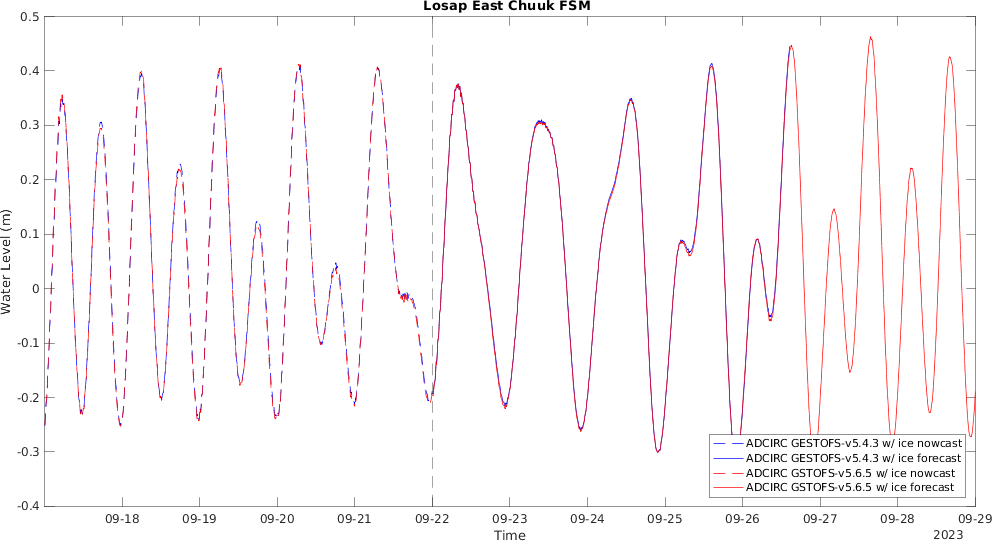 Losap East Chuuk FSM
0.5
0.4
0.3
0.2
0.1
0
-0.1
-0.2
-0.3
-0.4
Water Level (m)
ADCIRC GESTOFS-v5.4.3 w/ ice nowcast
ADCIRC GESTOFS-v5.4.3 w/ ice forecast
ADCIRC GSTOFS-v5.6.5 w/ ice nowcast
ADCIRC GSTOFS-v5.6.5 w/ ice forecast
09-18 09-19 09-20 09-21 09-22 09-23 09-24 09-25 09-26 09-27 09-28 09-29
Time
2023